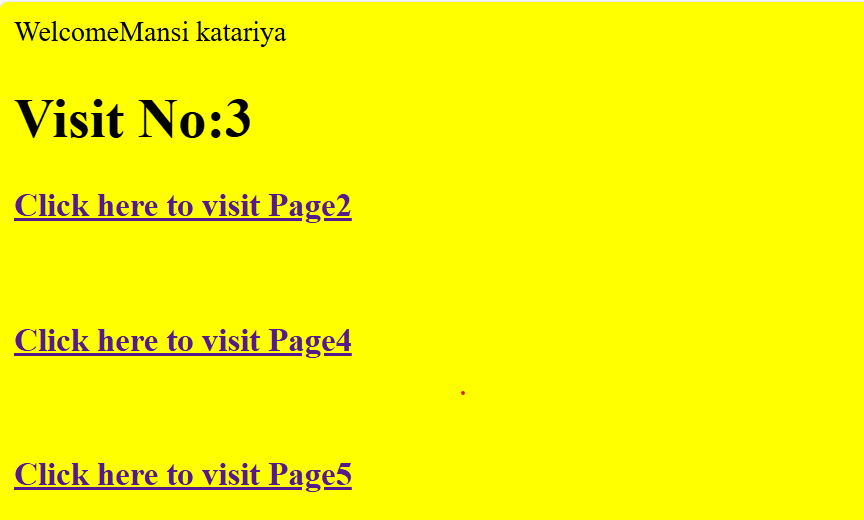 WelcomeMansi katariya
Visit No:3
Click here to visit Page2
Click here to visit Page4
Click here to visit Page5